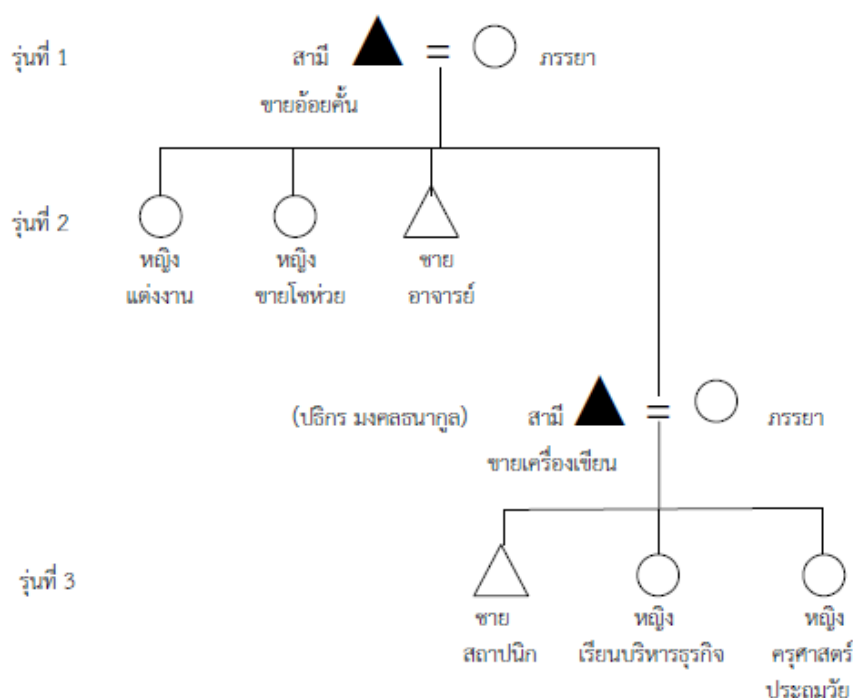 รุ่นที่ 1 สามี = ภรรยา
ขายอ้อยคั้น
รุ่นที่ 2
หญิง หญิง ชาย
แต่งงาน ขายโชห่วย อาจารย์
(ปธิกร มงคลธนากูล) สามี = ภรรยา
ขายเครื่องเขียน
รุ่นที่ 3
ชาย หญิง หญิง
สถาปนิก เรียนบริหารธุรกิจ ครุศาสตร์
ประถมวัย